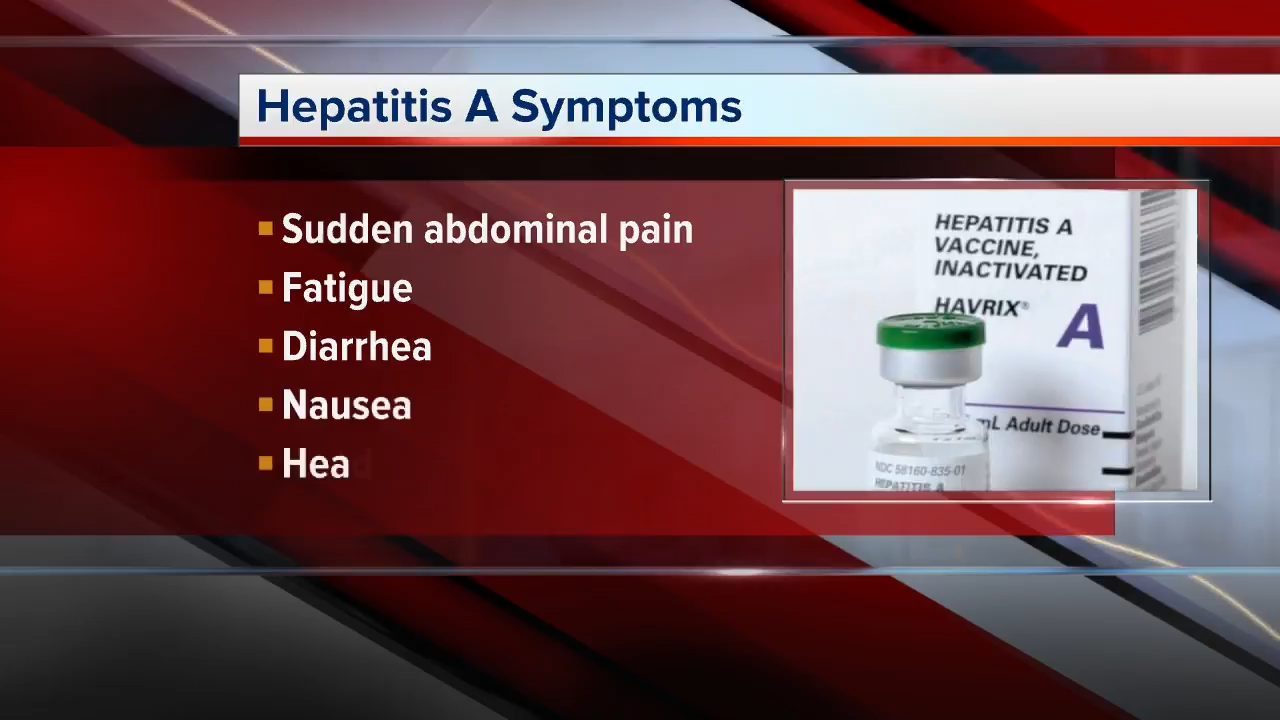 Hepatitis A Symptoms
Sudden abdominal pain
Fatigue
Diarrhea
Nausea
Hea
HEPATITIS A
VACCINE,
INACTIVATED
HAVRIX®
A
mL Adult Dose
NDC 58160-835-01
HEPATITIS A